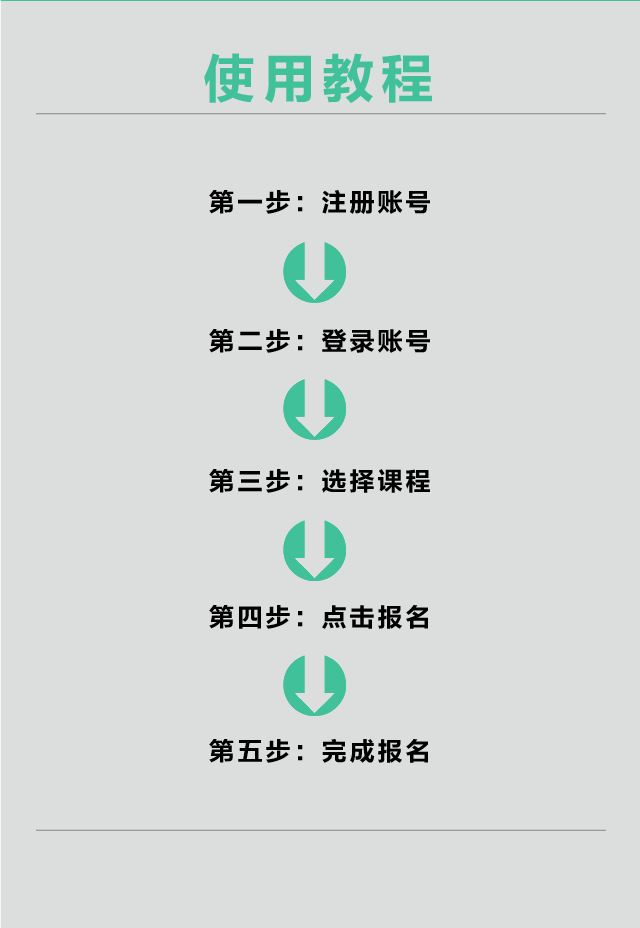 使用教程
第一步：注册账号
第二步：登录账号
第三步：选择课程
第四步：点击报名
第五步：完成报名